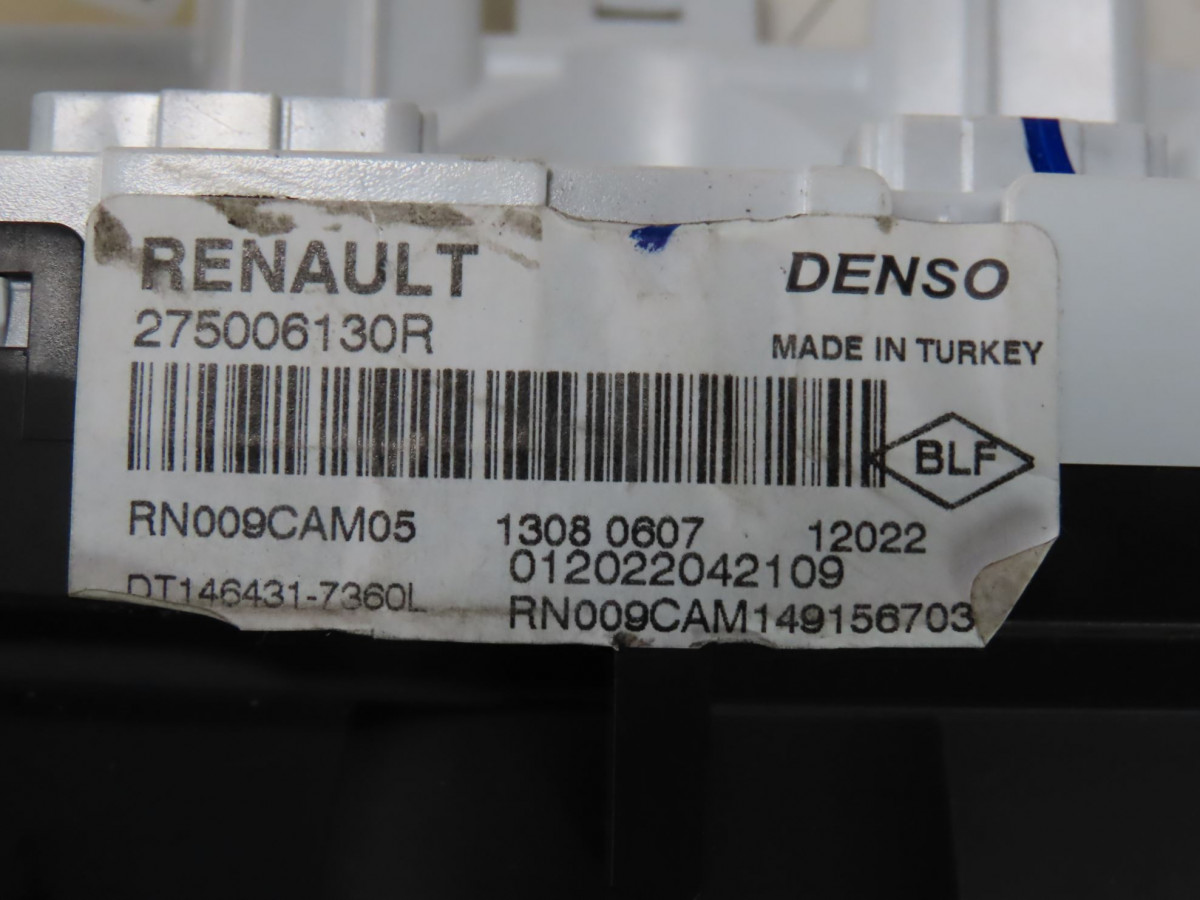 RENAULT
DENSO
275006130R
MADE IN TURKEY
BLF
RN009CAM05 1308 0607 12022
012022042109
DT146431-7360L
RN009CAM149156703